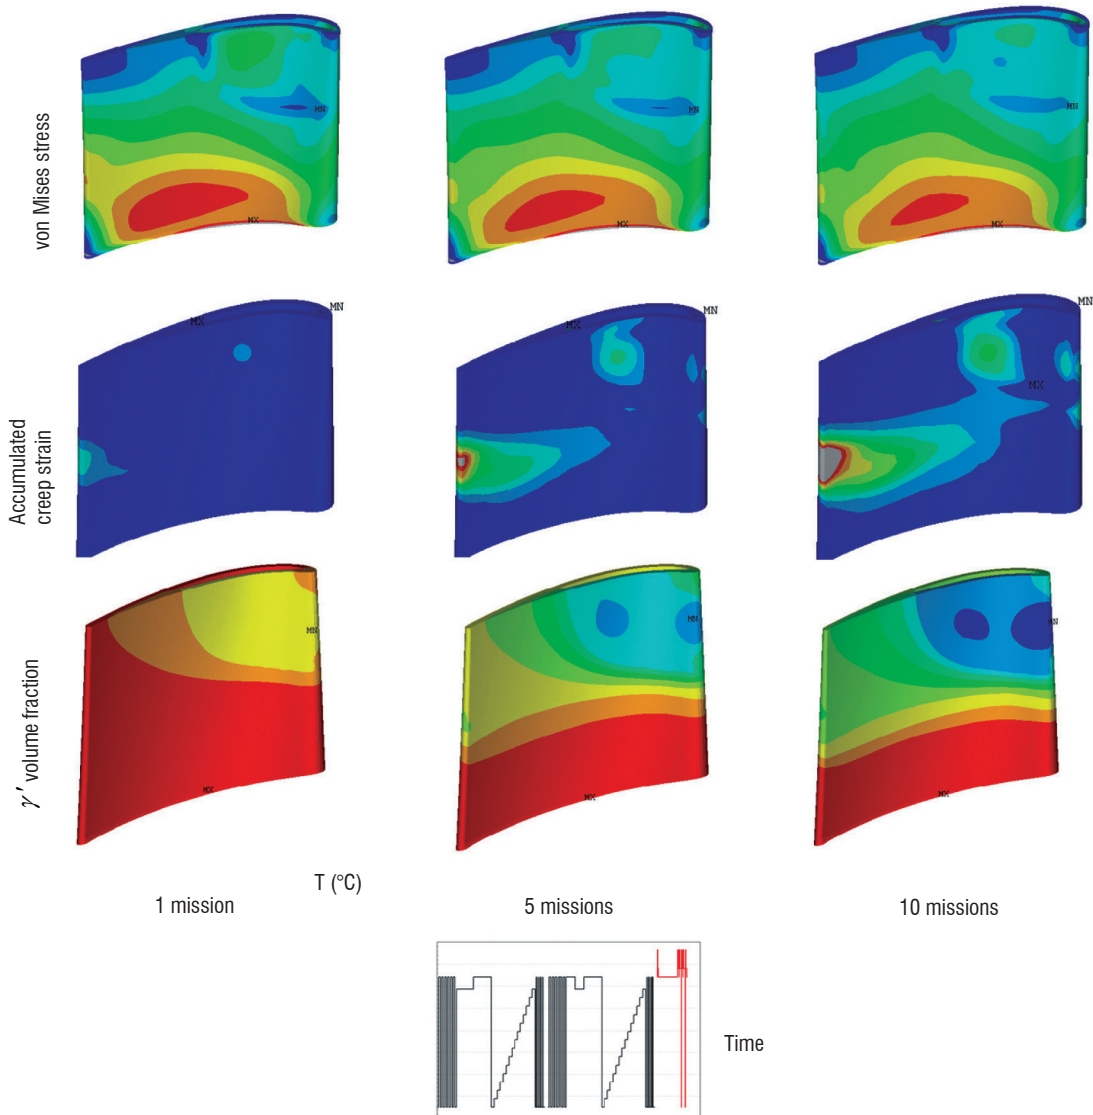 von Mises stress
MN
MX
MN
MX
MN
MX
Accumulated
creep strain
MX
MN
MX
MN
MX
MN
γ′ volume fraction
MN
MX
MN
MX
MN
MX
T (°C)
1 mission
5 missions
10 missions
Time